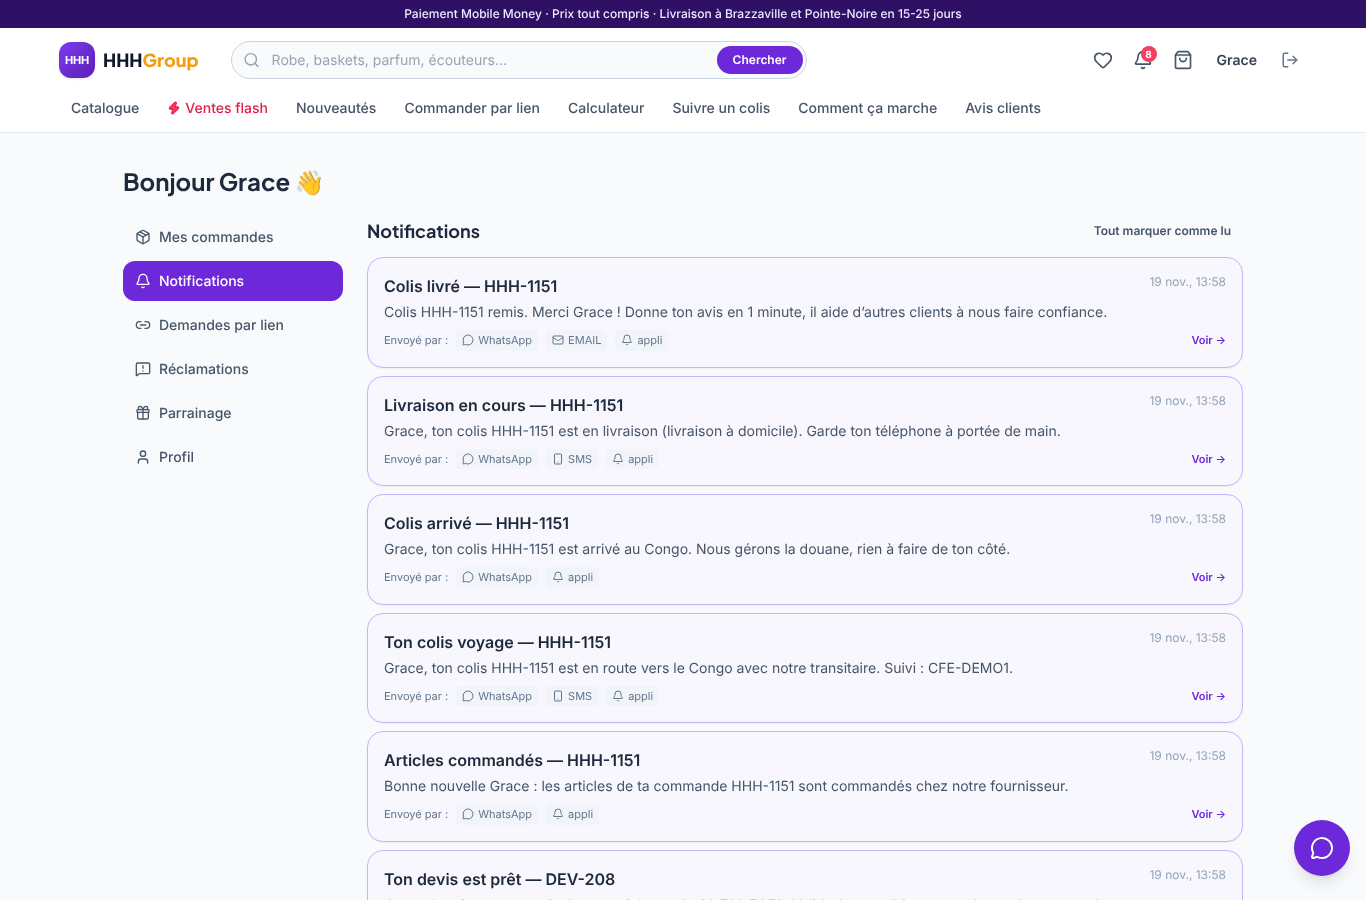 Paiement Mobile Money · Prix tout compris · Livraison à Brazzaville et Pointe-Noire en 15-25 jours
HHH HHHGroup
Robe, baskets, parfum, écouteurs...
Chercher
8
Grace
Catalogue
Ventes flash
Nouveautés
Commander par lien
Calculateur
Suivre un colis
Comment ça marche
Avis clients
Bonjour Grace 👋
Mes commandes
Notifications
Demandes par lien
Réclamations
Parrainage
Profil
Notifications
Tout marquer comme lu
Colis livré — HHH-1151
19 nov., 13:58
Colis HHH-1151 remis. Merci Grace ! Donne ton avis en 1 minute, il aide d’autres clients à nous faire confiance.
Envoyé par : WhatsApp EMAIL appli
Voir →
Livraison en cours — HHH-1151
19 nov., 13:58
Grace, ton colis HHH-1151 est en livraison (livraison à domicile). Garde ton téléphone à portée de main.
Envoyé par : WhatsApp SMS appli
Voir →
Colis arrivé — HHH-1151
19 nov., 13:58
Grace, ton colis HHH-1151 est arrivé au Congo. Nous gérons la douane, rien à faire de ton côté.
Envoyé par : WhatsApp appli
Voir →
Ton colis voyage — HHH-1151
19 nov., 13:58
Grace, ton colis HHH-1151 est en route vers le Congo avec notre transitaire. Suivi : CFE-DEMO1.
Envoyé par : WhatsApp SMS appli
Voir →
Articles commandés — HHH-1151
19 nov., 13:58
Bonne nouvelle Grace : les articles de ta commande HHH-1151 sont commandés chez notre fournisseur.
Envoyé par : WhatsApp appli
Voir →
Ton devis est prêt — DEV-208
19 nov., 13:58